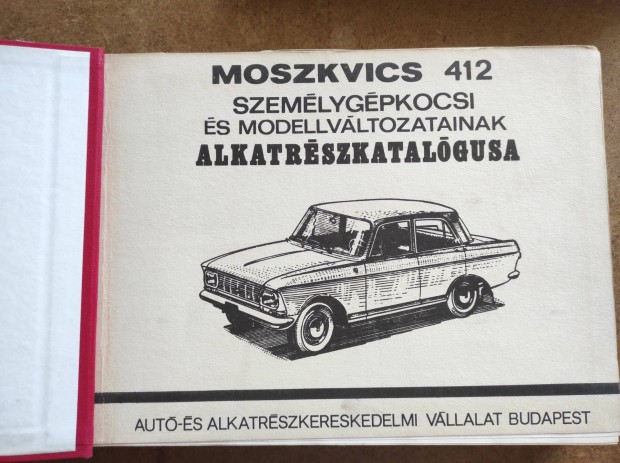 MOSZKVICS 412
SZEMÉLYGÉPKOCSI
ÉS MODELLVÁLTOZATAINAK
ALKATRÉSZKATALÓGUSA
AUTÓ-ÉS ALKATRÉSZKERESKEDELMI VÁLLALAT BUDAPEST